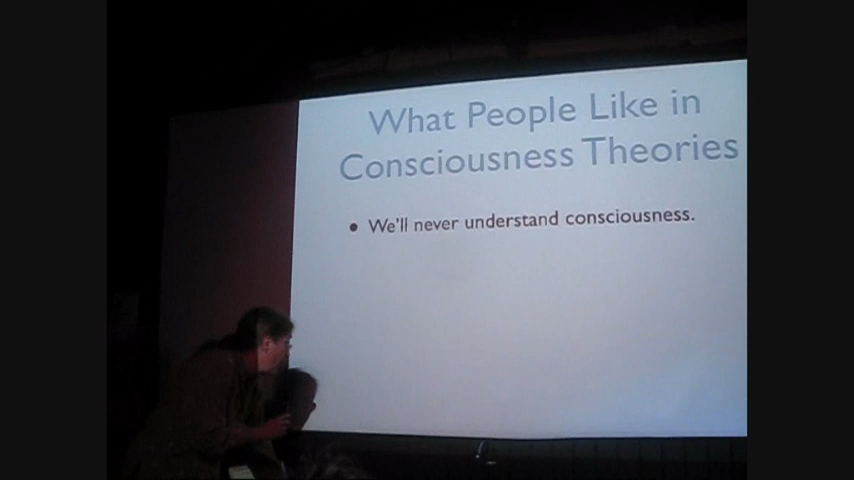 What People Like in
Consciousness Theories
• We'll never understand consciousness.